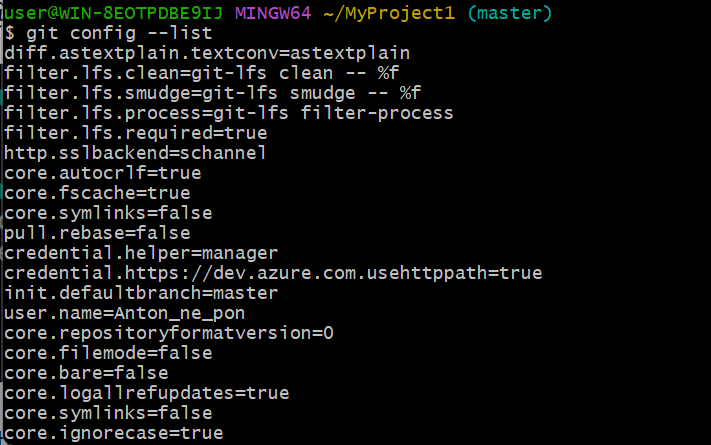 user@WIN-8EOTPDBE9IJ MINGW64 ~/MyProject1 (master)
$ git config --list
diff.astextplain.textconv=astextplain
filter.lfs.clean=git-lfs clean -- %f
filter.lfs.smudge=git-lfs smudge -- %f
filter.lfs.process=git-lfs filter-process
filter.lfs.required=true
http.sslbackend=schannel
core.autocrlf=true
core.fscache=true
core.symlinks=false
pull.rebase=false
credential.helper=manager
credential.https://dev.azure.com.usehttppath=true
init.defaultbranch=master
user.name=Anton_ne_pon
core.repositoryformatversion=0
core.filemode=false
core.bare=false
core.logallrefupdates=true
core.symlinks=false
core.ignorecase=true